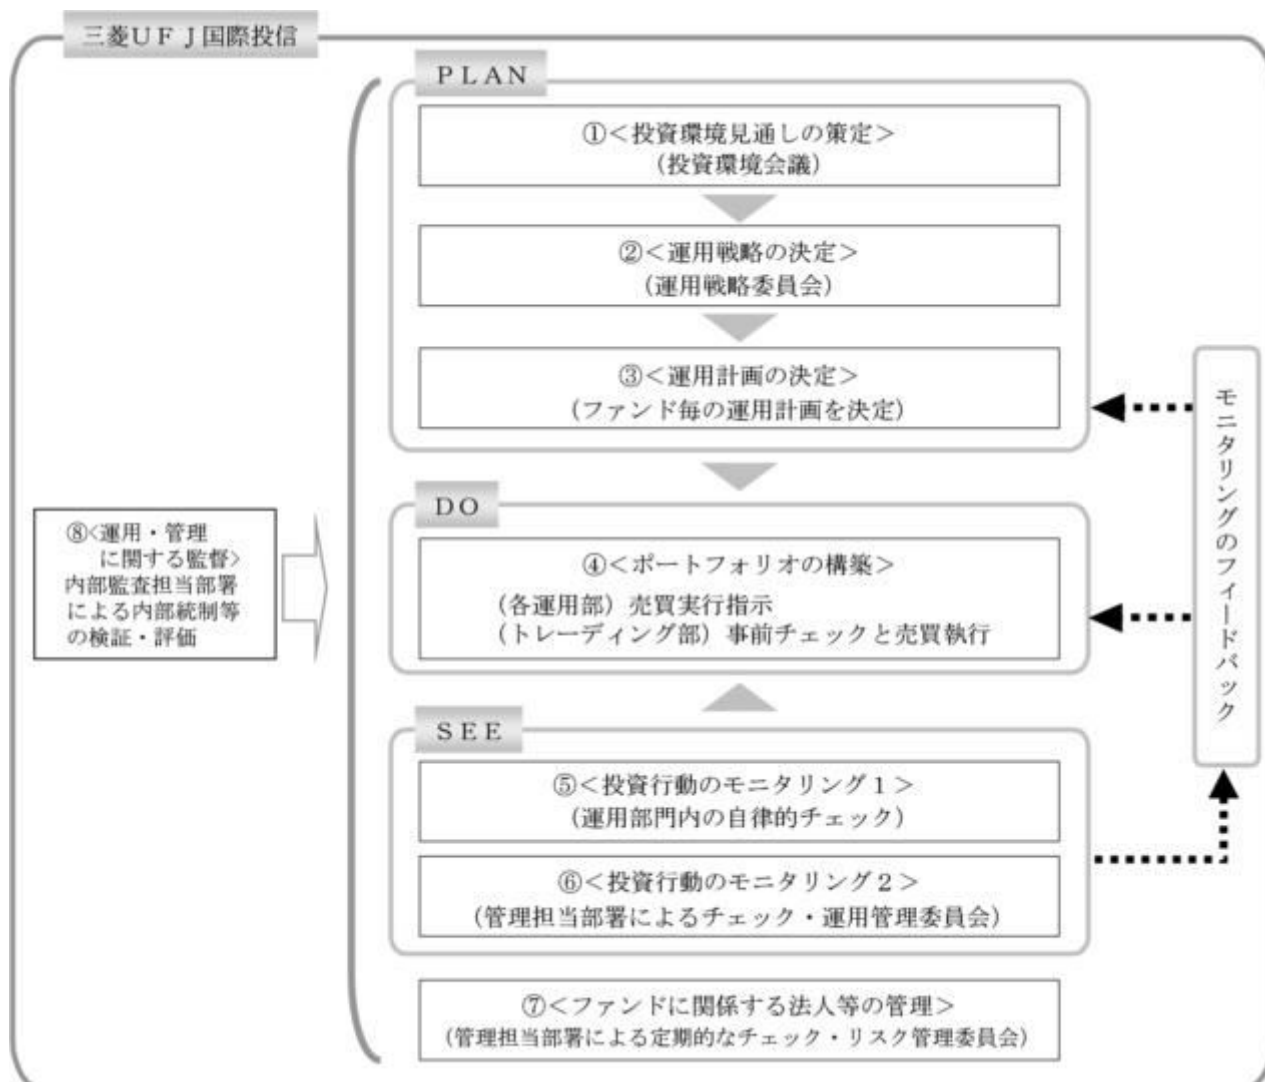 三菱ＵＦＪ国際投信
ＰＬＡＮ
①＜投資環境見通しの策定＞
（投資環境会議）
②＜運用戦略の決定＞
（運用戦略委員会）
③＜運用計画の決定＞
（ファンド毎の運用計画を決定）
ＤＯ
④＜ポートフォリオの構築＞
（各運用部）売買実行指示
（トレーディング部）事前チェックと売買執行
ＳＥＥ
⑤＜投資行動のモニタリング１＞
（運用部門内の自律的チェック）
⑥＜投資行動のモニタリング２＞
（管理担当部署によるチェック・運用管理委員会）
⑦＜ファンドに関係する法人等の管理＞
（管理担当部署による定期的なチェック・リスク管理委員会）
⑧<運用・管理
に関する監督>
内部監査担当部署
による内部統制等
の検証・評価
モニタリングのフィードバック